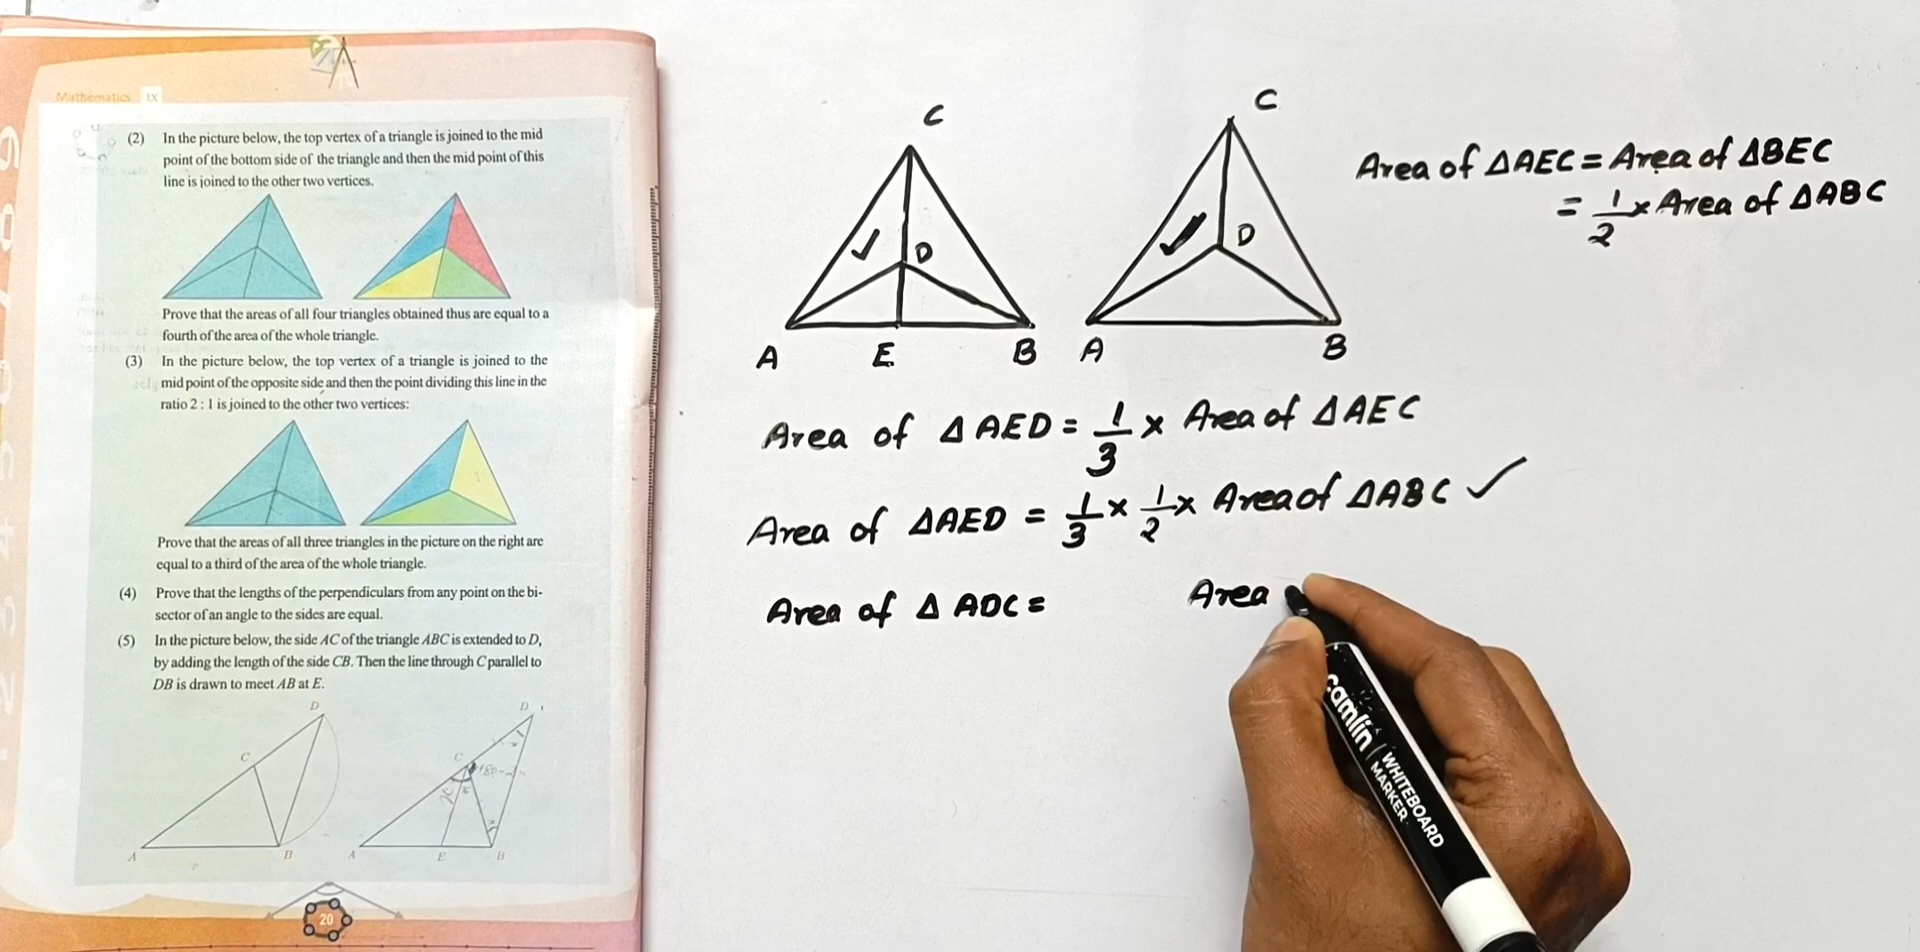 Mathematics IX
(2) In the picture below, the top vertex of a triangle is joined to the mid
point of the bottom side of the triangle and then the mid point of this
line is joined to the other two vertices.
Prove that the areas of all four triangles obtained thus are equal to a
fourth of the area of the whole triangle.
(3) In the picture below, the top vertex of a triangle is joined to the
mid point of the opposite side and then the point dividing this line in the
ratio 2 : 1 is joined to the other two vertices:
Prove that the areas of all three triangles in the picture on the right are
equal to a third of the area of the whole triangle.
(4) Prove that the lengths of the perpendiculars from any point on the bi-
sector of an angle to the sides are equal.
(5) In the picture below, the side AC of the triangle ABC is extended to D,
by adding the length of the side CB. Then the line through C parallel to
DB is drawn to meet AB at E.
D
C
A B
D
C
A E B
20
C
D
A E B
C
D
A B
Area of ΔAEC = Area of ΔBEC
= 1/2 × Area of ΔABC
Area of ΔAED = 1/3 × Area of ΔAEC
Area of ΔAED = 1/3 × 1/2 × Area of ΔABC ✓
Area of Δ ADC = Area
camlin WHITEBOARD
MARKER